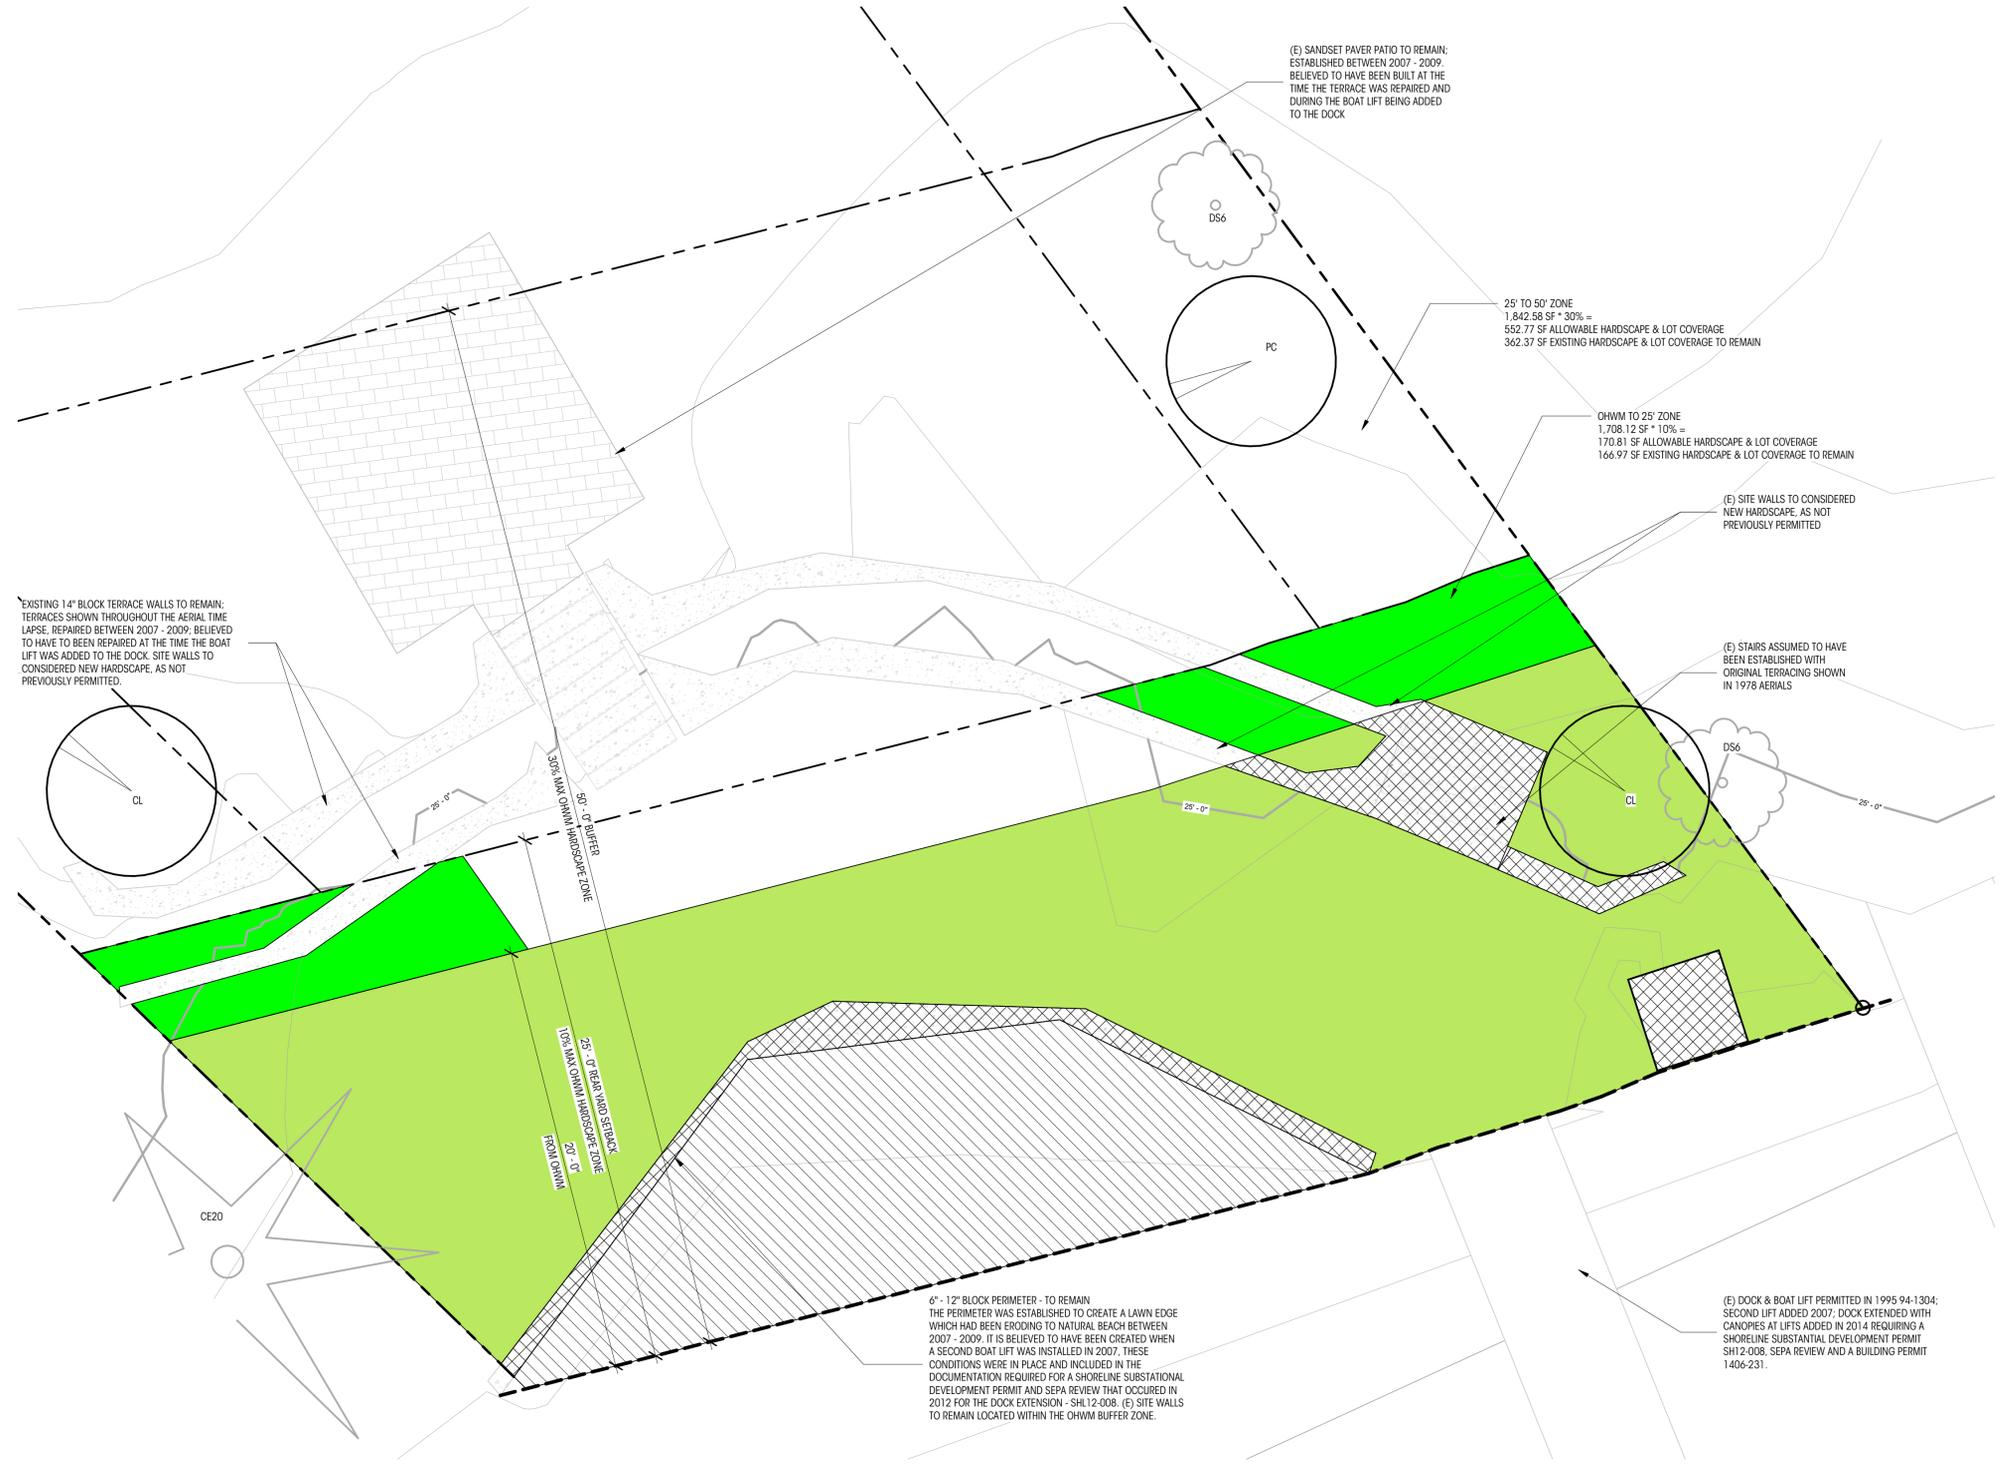 (E) SANDSET PAVER PATIO TO REMAIN;
ESTABLISHED BETWEEN 2007 - 2009.
BELIEVED TO HAVE BEEN BUILT AT THE
TIME THE TERRACE WAS REPAIRED AND
DURING THE BOAT LIFT BEING ADDED
TO THE DOCK
DS6
PC
25' TO 50' ZONE
1,842.58 SF * 30% =
552.77 SF ALLOWABLE HARDSCAPE & LOT COVERAGE
362.37 SF EXISTING HARDSCAPE & LOT COVERAGE TO REMAIN
OHWM TO 25' ZONE
1,708.12 SF * 10% =
170.81 SF ALLOWABLE HARDSCAPE & LOT COVERAGE
166.97 SF EXISTING HARDSCAPE & LOT COVERAGE TO REMAIN
(E) SITE WALLS TO CONSIDERED
NEW HARDSCAPE, AS NOT
PREVIOUSLY PERMITTED
EXISTING 14" BLOCK TERRACE WALLS TO REMAIN;
TERRACES SHOWN THROUGHOUT THE AERIAL TIME
LAPSE, REPAIRED BETWEEN 2007 - 2009; BELIEVED
TO HAVE TO BEEN REPAIRED AT THE TIME THE BOAT
LIFT WAS ADDED TO THE DOCK. SITE WALLS TO
CONSIDERED NEW HARDSCAPE, AS NOT
PREVIOUSLY PERMITTED.
(E) STAIRS ASSUMED TO HAVE
BEEN ESTABLISHED WITH
ORIGINAL TERRACING SHOWN
IN 1978 AERIALS
CL
25' - 0"
50' - 0" BUFFER
30% MAX OHWM HARDSCAPE ZONE
25' - 0"
CL
DS6
25' - 0"
25' - 0" REAR YARD SETBACK
10% MAX OHWM HARDSCAPE ZONE
20' - 0"
FROM OHWM
CE20
6" - 12" BLOCK PERIMETER - TO REMAIN
THE PERIMETER WAS ESTABLISHED TO CREATE A LAWN EDGE
WHICH HAD BEEN ERODING TO NATURAL BEACH BETWEEN
2007 - 2009. IT IS BELIEVED TO HAVE BEEN CREATED WHEN
A SECOND BOAT LIFT WAS INSTALLED IN 2007, THESE
CONDITIONS WERE IN PLACE AND INCLUDED IN THE
DOCUMENTATION REQUIRED FOR A SHORELINE SUBSTATIONAL
DEVELOPMENT PERMIT AND SEPA REVIEW THAT OCCURED IN
2012 FOR THE DOCK EXTENSION - SHL12-008. (E) SITE WALLS
TO REMAIN LOCATED WITHIN THE OHWM BUFFER ZONE.
(E) DOCK & BOAT LIFT PERMITTED IN 1995 94-1304;
SECOND LIFT ADDED 2007; DOCK EXTENDED WITH
CANOPIES AT LIFTS ADDED IN 2014 REQUIRING A
SHORELINE SUBSTANTIAL DEVELOPMENT PERMIT
SH12-008, SEPA REVIEW AND A BUILDING PERMIT
1406-231.